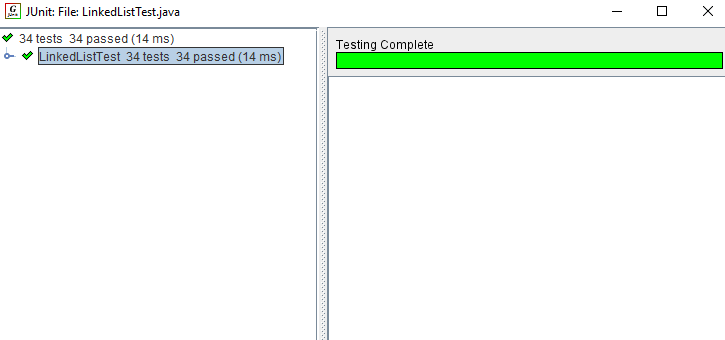 G java JUnit: File: LinkedListTest.java
34 tests 34 passed (14 ms)
LinkedListTest 34 tests 34 passed (14 ms)
Testing Complete